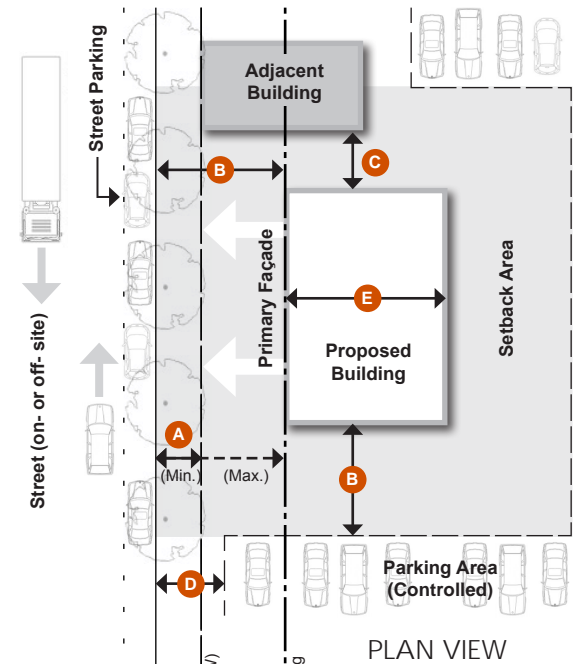 Street Parking
Adjacent
Building
C
B
Primary Façade
E
Proposed
Building
Setback Area
Street (on- or off- site)
A
(Min.)
(Max.)
B
Parking Area
(Controlled)
D
PLAN VIEW